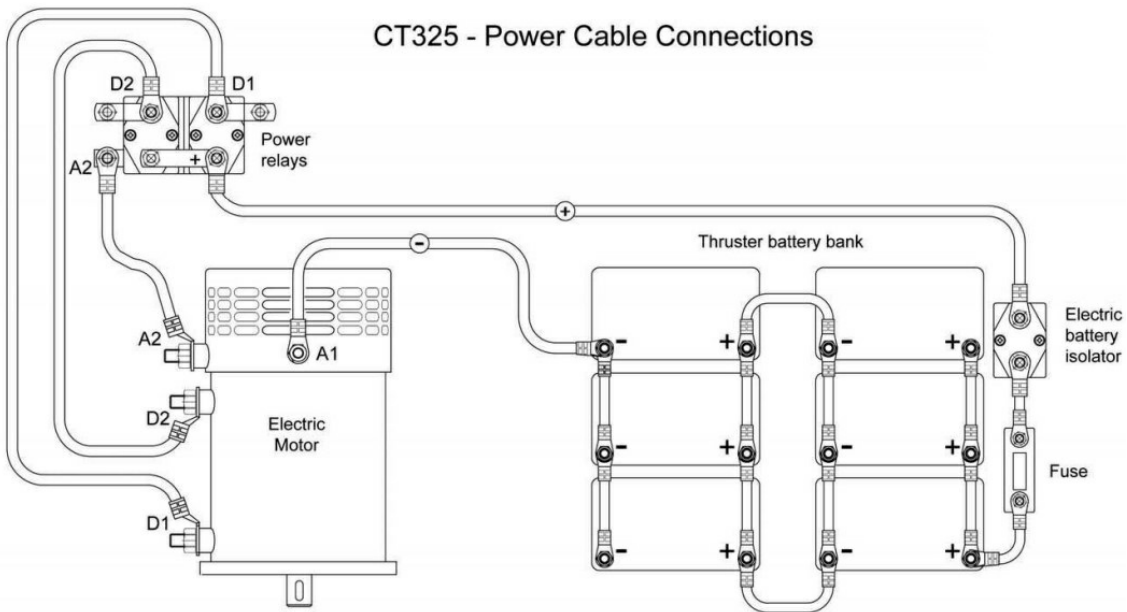 CT325 - Power Cable Connections
D2
D1
Power
relays
A2
+
+
-
Thruster battery bank
Electric
battery
isolator
A2
A1
D2
Electric
Motor
D1
- +
- +
- +
- +
- +
- +
Fuse